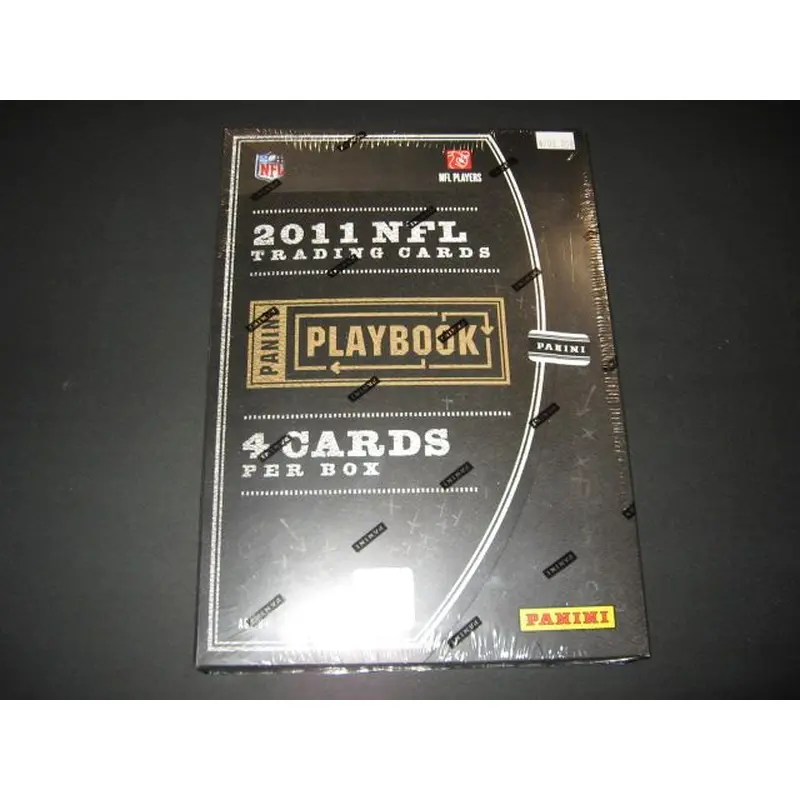 NFL
NFL PLAYERS
2011 NFL
TRADING CARDS
PANINI
PLAYBOOK
PANINI
4 CARDS
PER BOX
PANINI